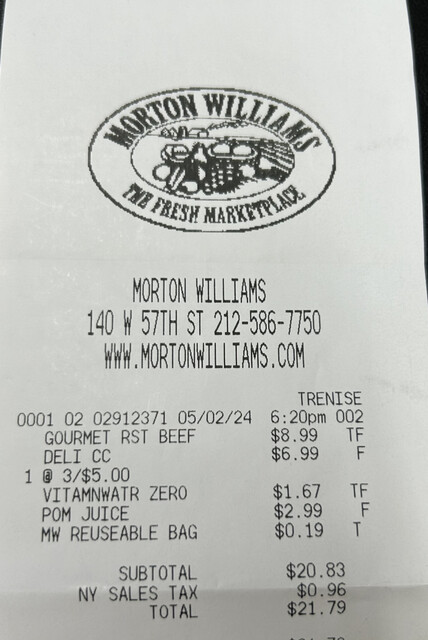 MORTON WILLIAMS
THE FRESH MARKETPLACE
MORTON WILLIAMS
140 W 57TH ST 212-586-7750
WWW.MORTONWILLIAMS.COM
TRENISE
0001 02 02912371 05/02/24 6:20pm 002
GOURMET RST BEEF $8.99 TF
DELI CC $6.99 F
1 @ 3/$5.00
VITAMNWATR ZERO $1.67 TF
POM JUICE $2.99 F
MW REUSEABLE BAG $0.19 T
SUBTOTAL $20.83
NY SALES TAX $0.96
TOTAL $21.79